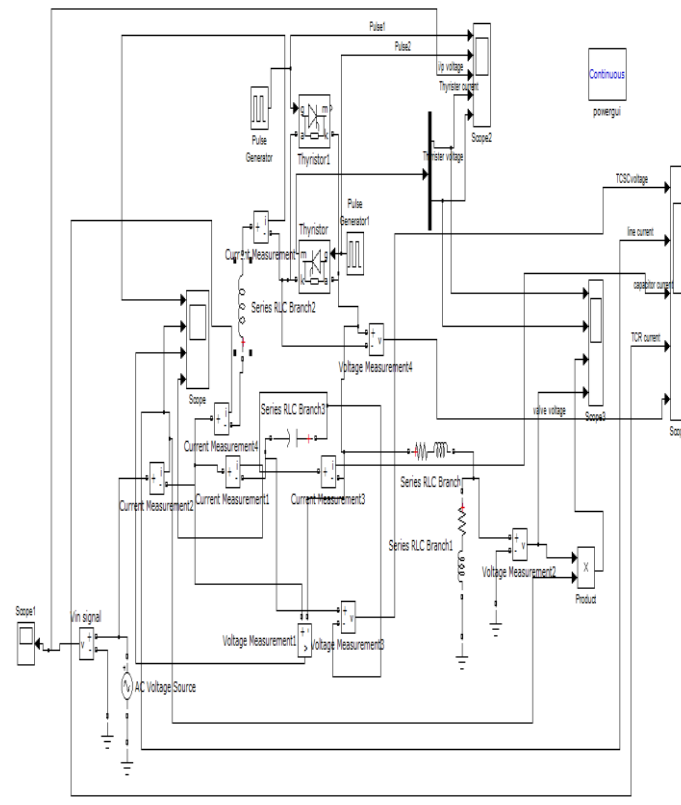 Pulse1
Pulse2
i/p voltage
Thyristor current
Scope2
Continuous
powergui
Pulse
Generator
g m
a k
Thyristor1
Thyristor voltage
TCSCvoltage
line current
Pulse
Generator1
Thyristor
Current Measurement
Series RLC Branch2
capacitor current
TCR current
Scope
Voltage Measurement4
valve voltage
Scope3
Series RLC Branch3
Current Measurement4
Current Measurement2
Current Measurement1
Current Measurement3
Series RLC Branch
Series RLC Branch1
Voltage Measurement2
Product
Scope1
Vin signal
Voltage Measurement1
Voltage Measurement3
AC Voltage Source